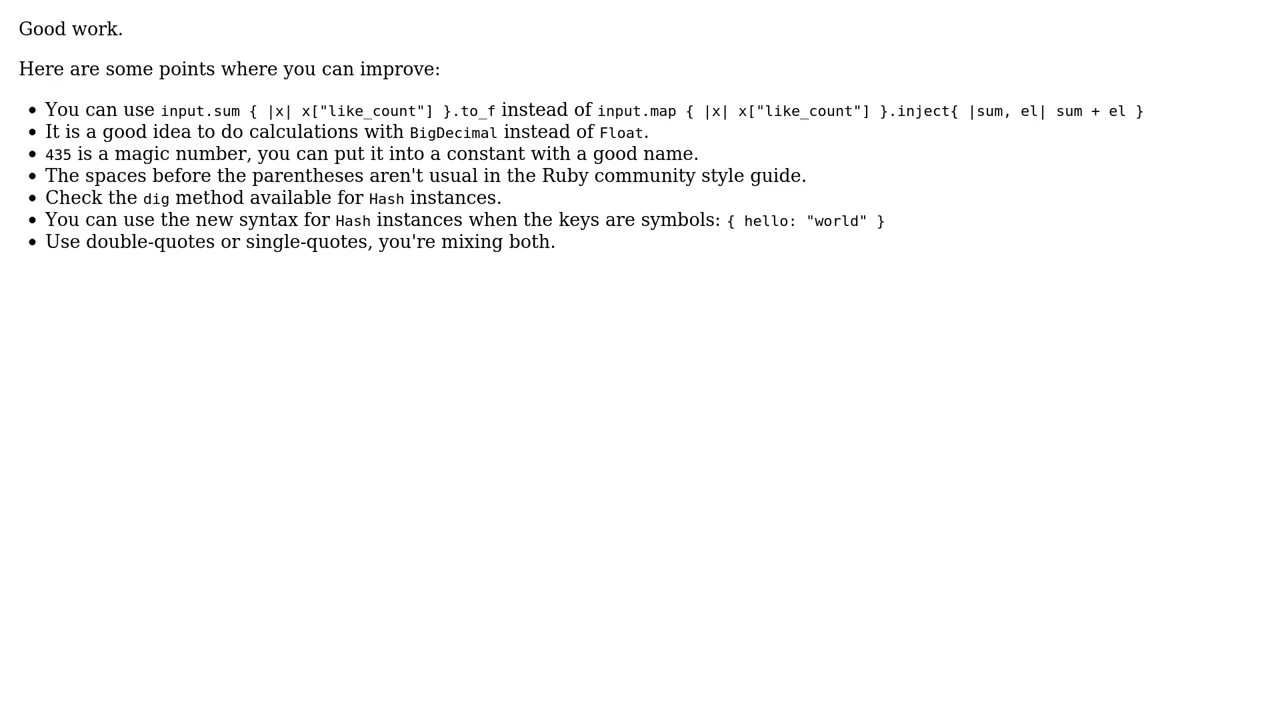 Good work.
Here are some points where you can improve:
• You can use input.sum { |x| x["like_count"] }.to_f instead of input.map { |x| x["like_count"] }.inject{ |sum, el| sum + el }
• It is a good idea to do calculations with BigDecimal instead of Float.
• 435 is a magic number, you can put it into a constant with a good name.
• The spaces before the parentheses aren't usual in the Ruby community style guide.
• Check the dig method available for Hash instances.
• You can use the new syntax for Hash instances when the keys are symbols: { hello: "world" }
• Use double-quotes or single-quotes, you're mixing both.